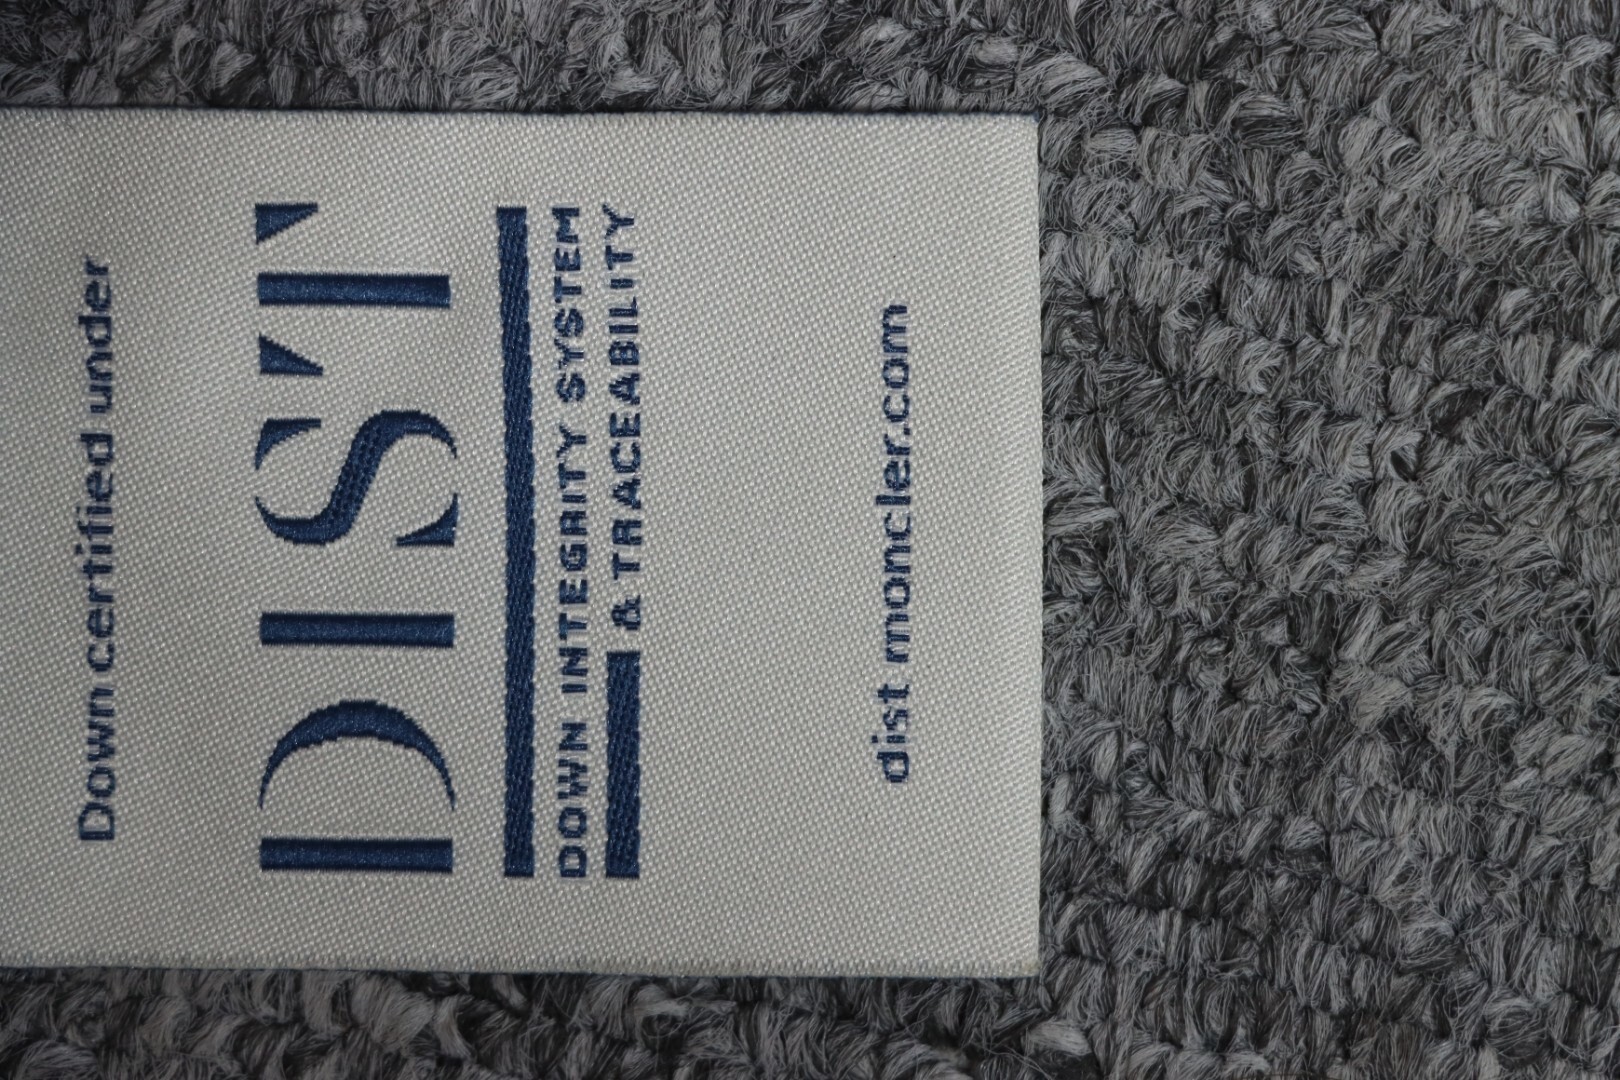 Down certified under
DIST
DOWN INTEGRITY SYSTEM
& TRACEABILITY
dist moncler.com